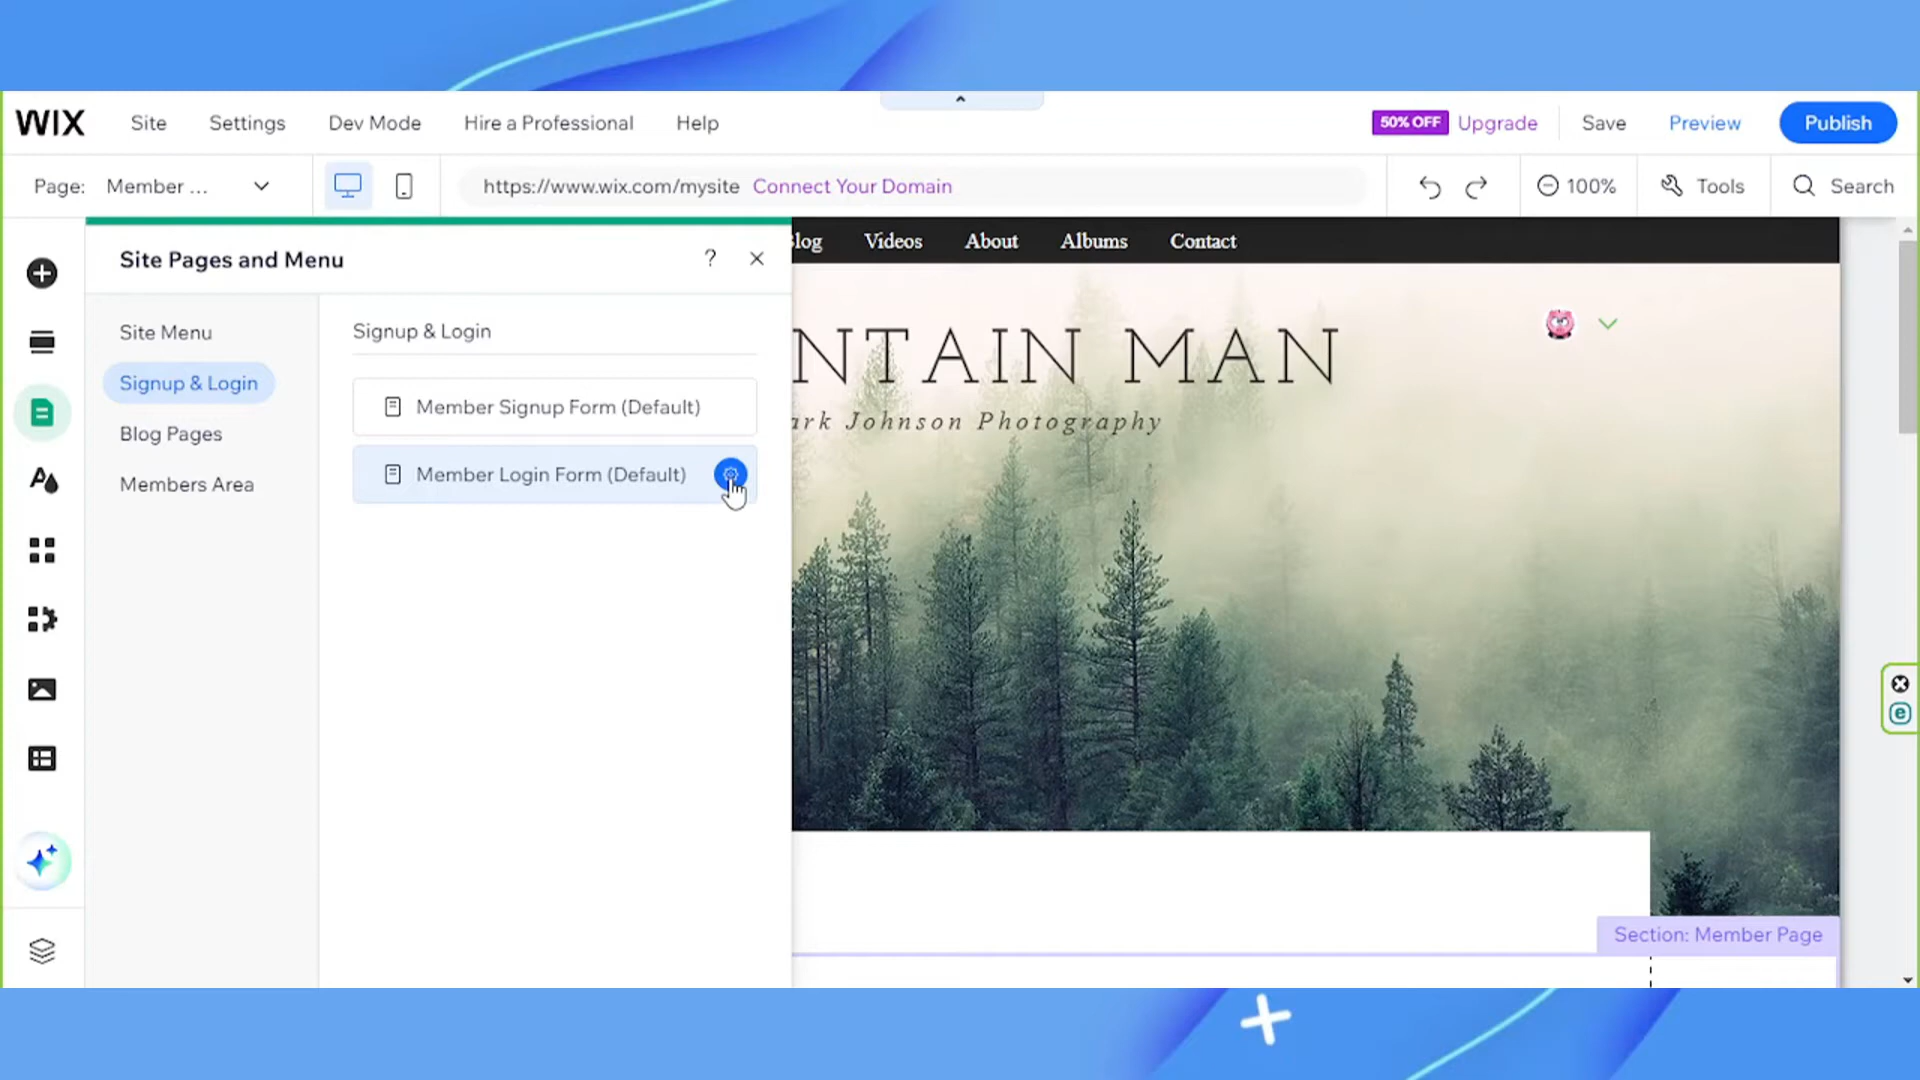 WIX Site Settings Dev Mode Hire a Professional Help 50% OFF Upgrade Save Preview Publish
Page: Member ... https://www.wix.com/mysite Connect Your Domain 100% Tools Search
Site Pages and Menu ?
Site Menu
Signup & Login
Blog Pages
Members Area
Signup & Login
Member Signup Form (Default)
Member Login Form (Default)
log Videos About Albums Contact
NTAIN MAN
ark Johnson Photography
Section: Member Page